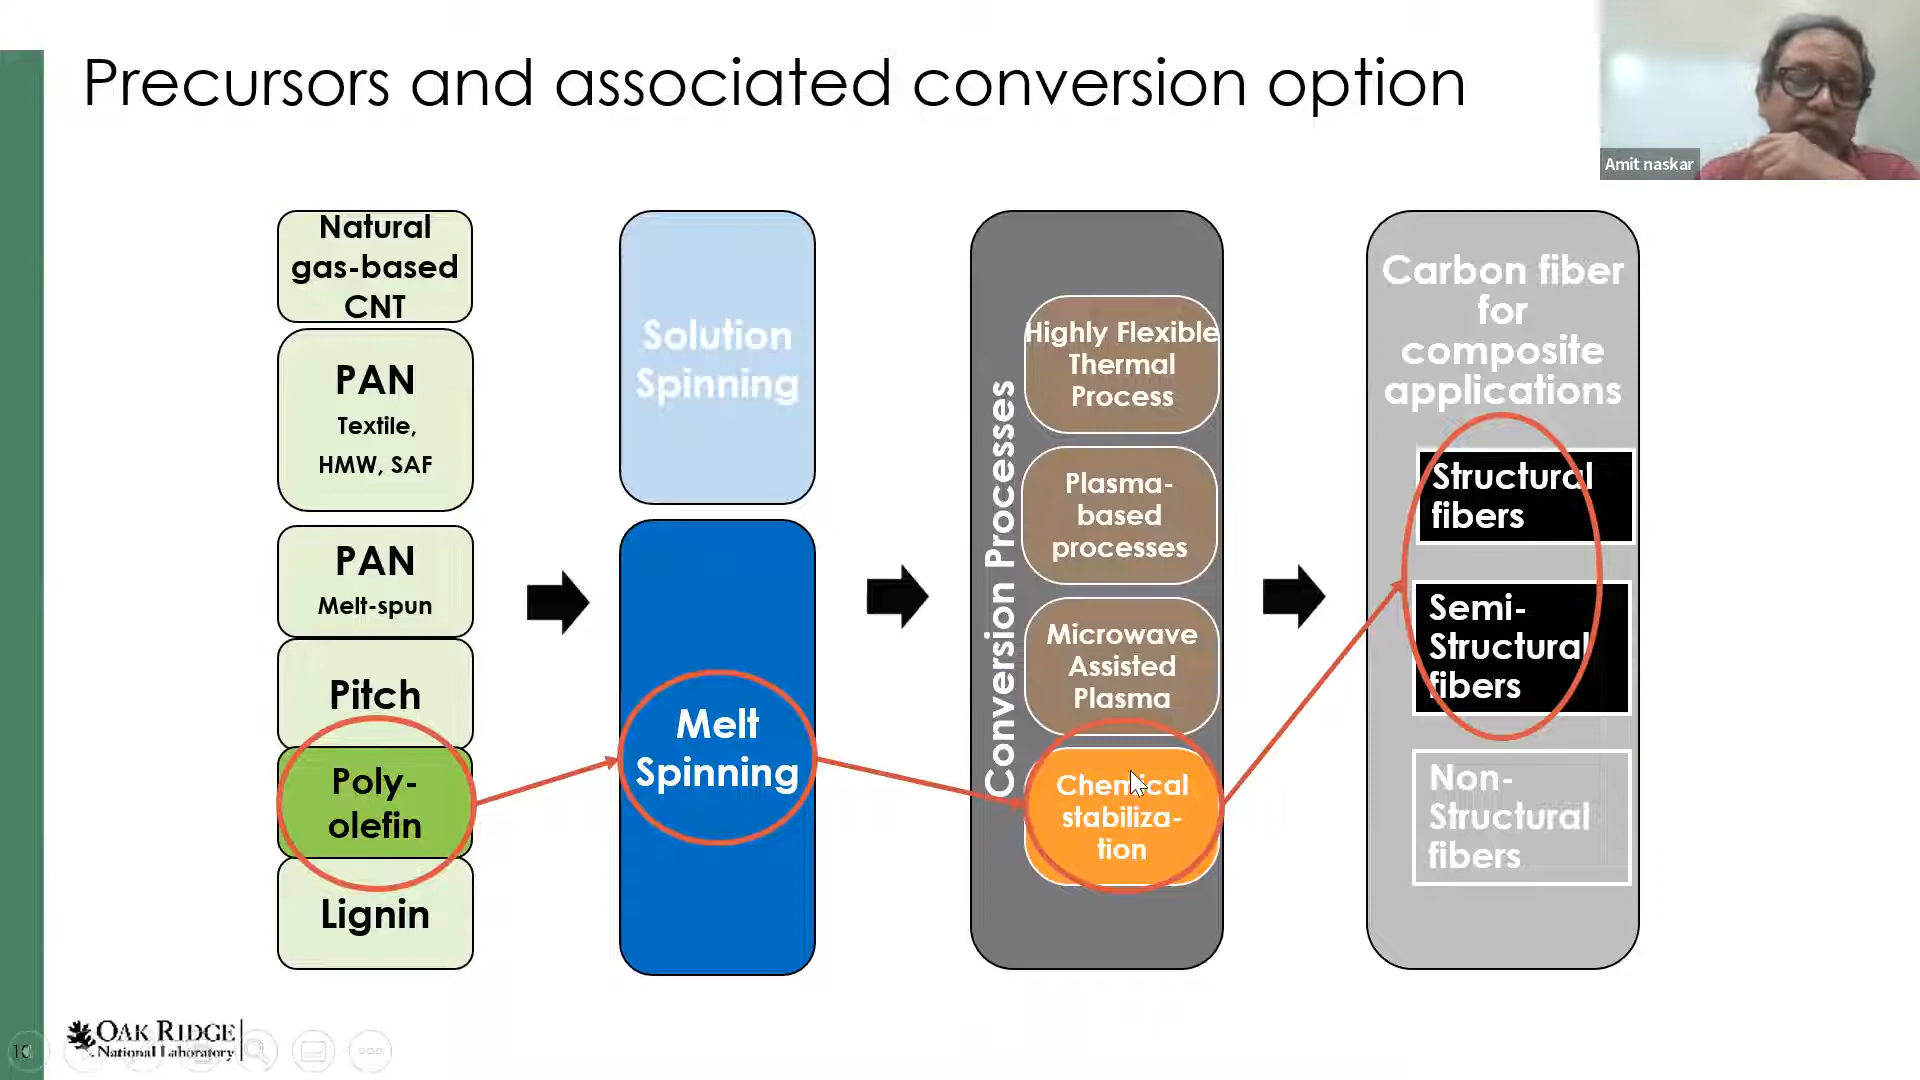 Precursors and associated conversion option
Amit naskar
Natural
gas-based
CNT
PAN
Textile,
HMW, SAF
PAN
Melt-spun
Pitch
Poly-
olefin
Lignin
Solution
Spinning
Melt
Spinning
Conversion Processes
Highly Flexible
Thermal
Process
Plasma-
based
processes
Microwave
Assisted
Plasma
Chemical
stabiliza-
tion
Carbon fiber
for
composite
applications
Structural
fibers
Semi-
Structural
fibers
Non-
Structural
fibers
10
OAK RIDGE
National Laboratory